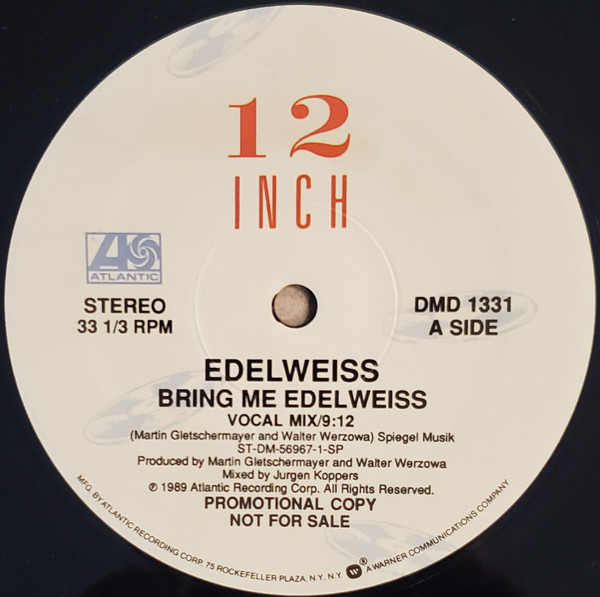 12
INCH
ATLANTIC
STEREO
33 1/3 RPM
DMD 1331
A SIDE
EDELWEISS
BRING ME EDELWEISS
VOCAL MIX/9:12
(Martin Gletschermayer and Walter Werzowa) Spiegel Musik
ST-DM-56967-1-SP
Produced by Martin Gletschermayer and Walter Werzowa
Mixed by Jurgen Koppers
℗ 1989 Atlantic Recording Corp. All Rights Reserved.
PROMOTIONAL COPY
NOT FOR SALE
MFG. BY ATLANTIC RECORDING CORP. 75 ROCKEFELLER PLAZA, N.Y. N.Y. ® A WARNER COMMUNICATIONS COMPANY